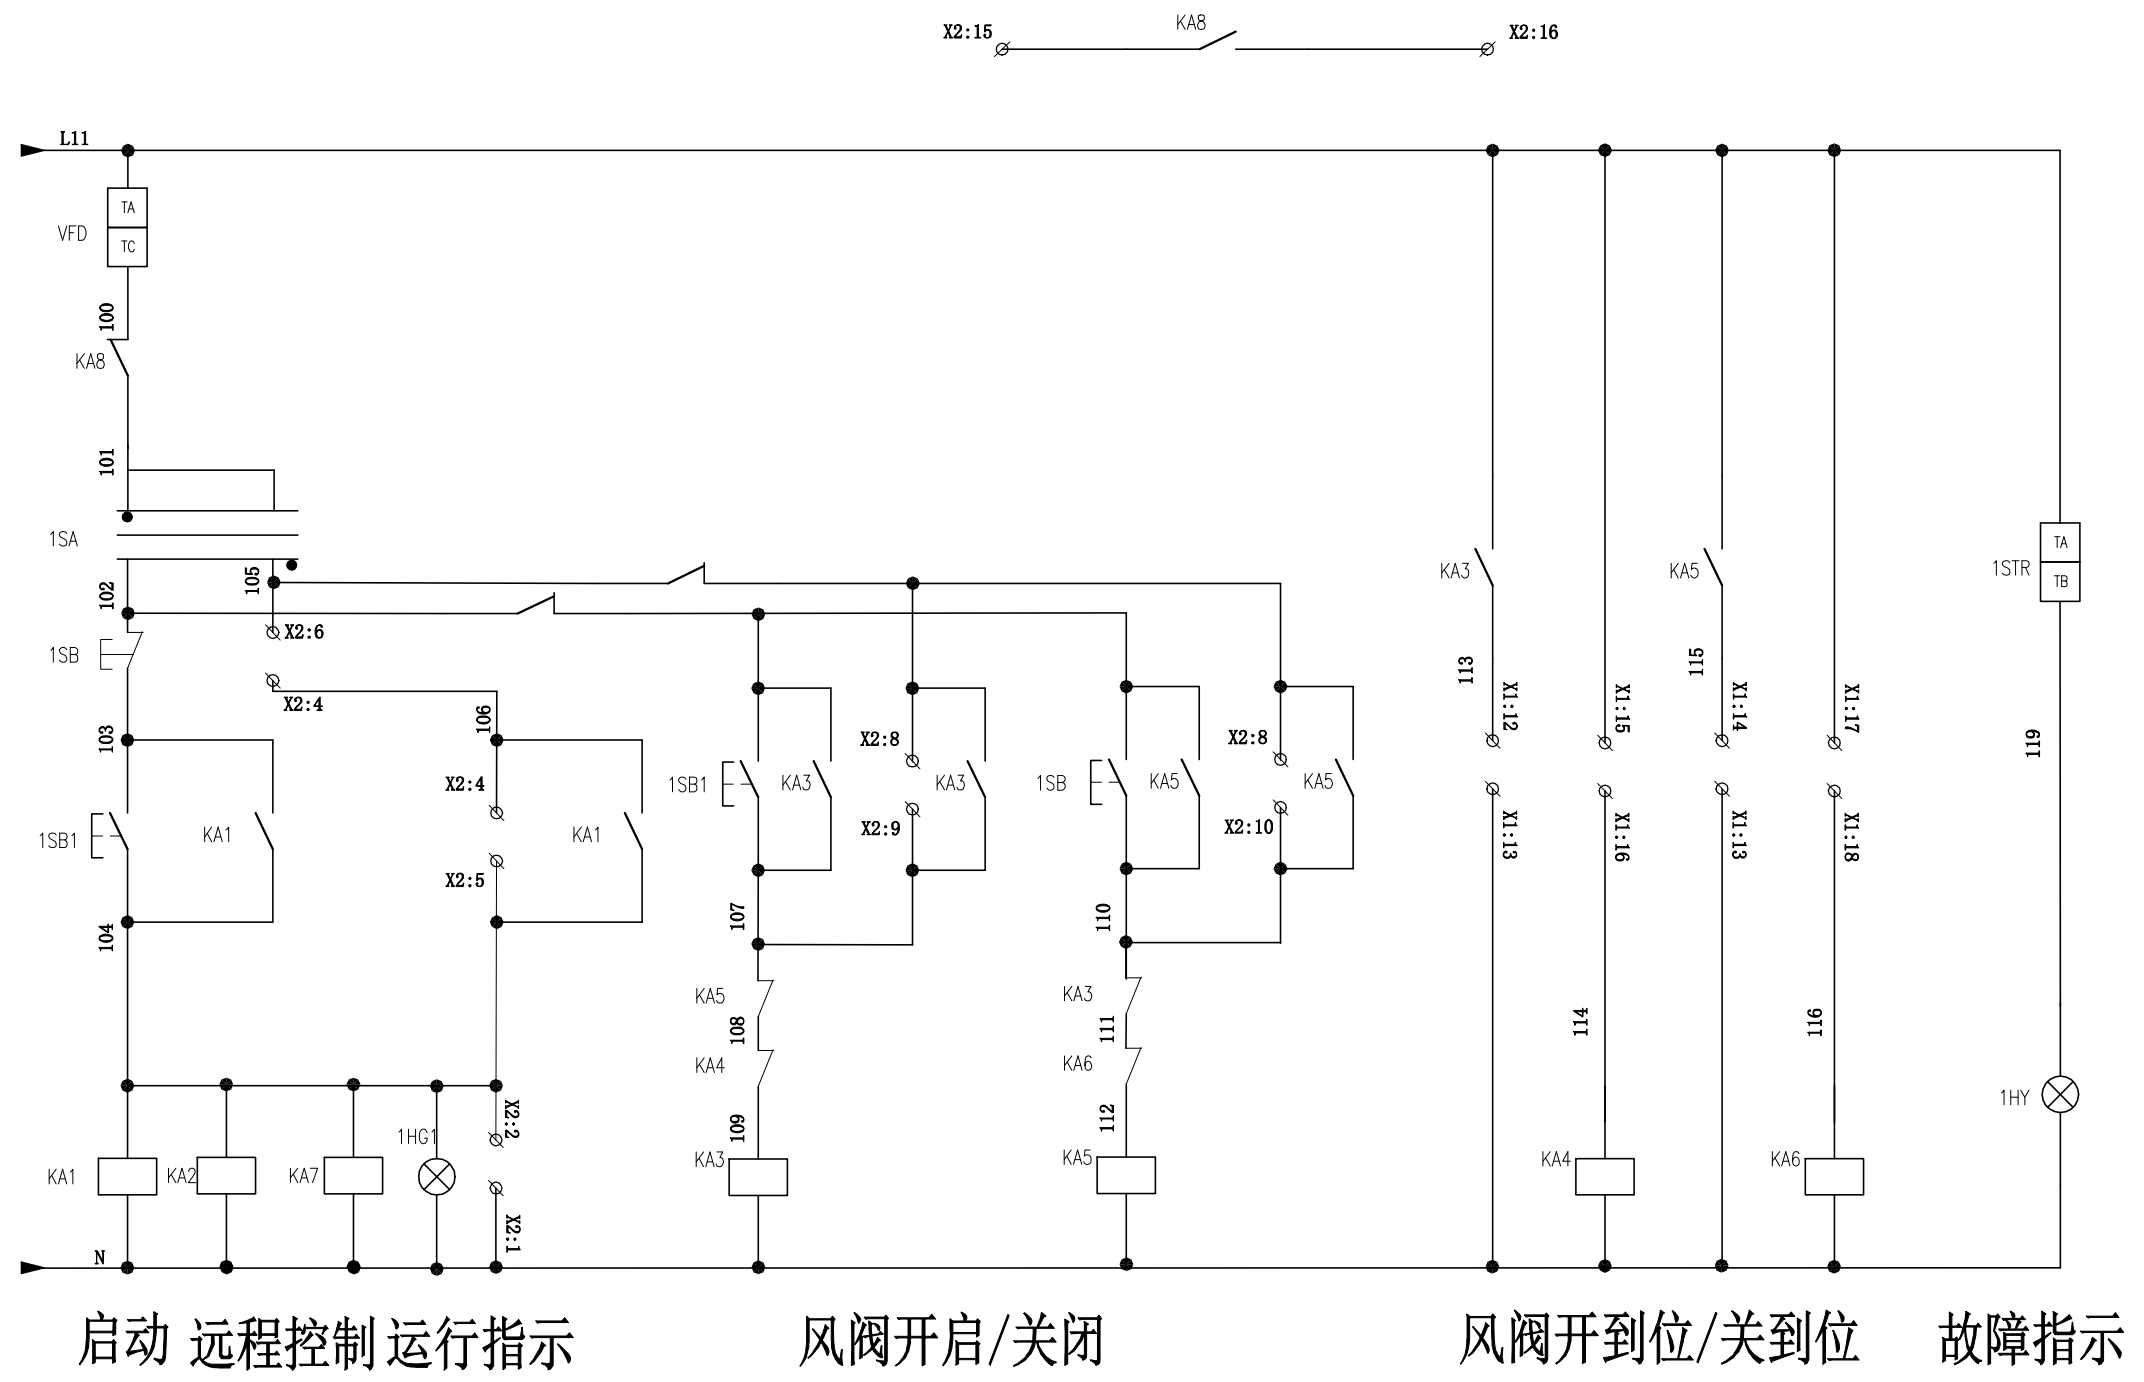 X2:15
KA8
X2:16
L11
TA
VFD
TC
100
KA8
101
1SA
102
105
X2:6
1SB
X2:4
103
106
X2:4
X2:5
1SB1
KA1
KA1
104
X2:8
X2:9
1SB1
KA3
KA3
107
KA5
108
KA4
109
KA3
X2:8
X2:10
1SB
KA5
KA5
110
KA3
111
KA6
112
KA5
KA3
113
X1:12
X1:13
X1:15
X1:16
114
KA4
KA5
115
X1:14
X1:13
X1:17
X1:18
116
KA6
TA
1STR
TB
119
1HY
KA1
KA2
KA7
1HG1
X2:2
X2:1
N
启动 远程控制 运行指示 风阀开启/关闭 风阀开到位/关到位 故障指示